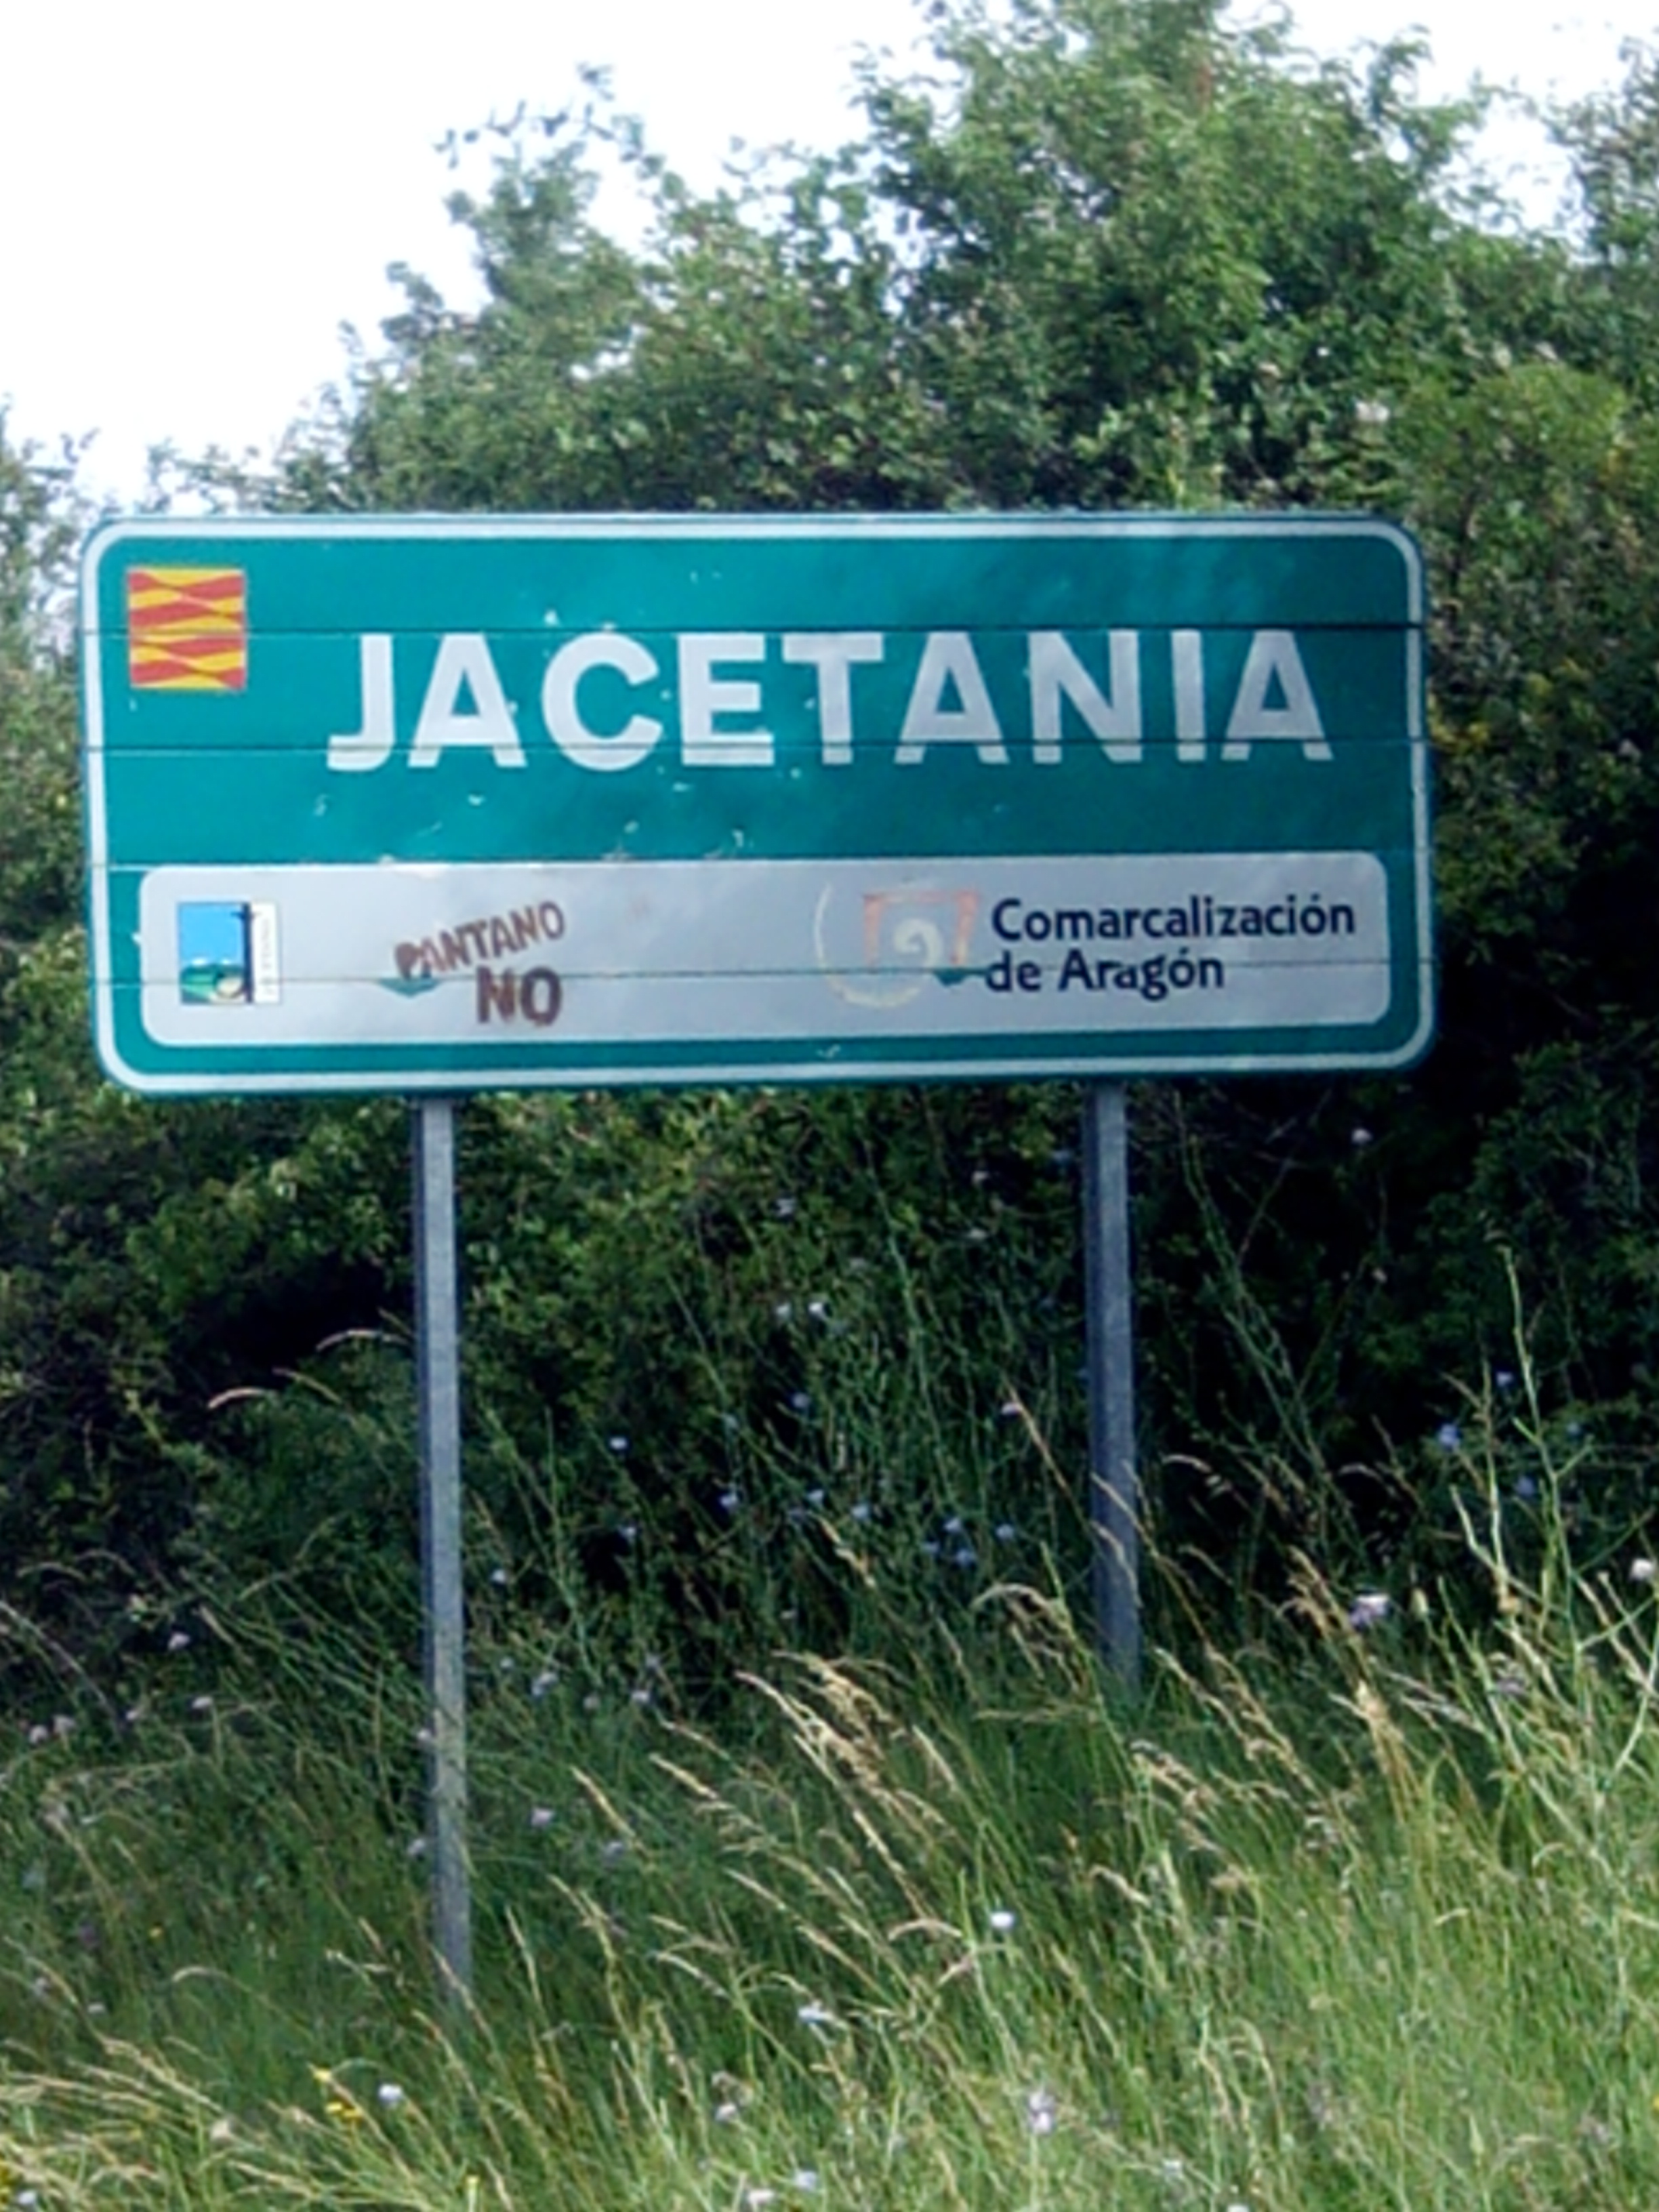 JACETANIA
PANTANO
NO
Comarcalización
de Aragón